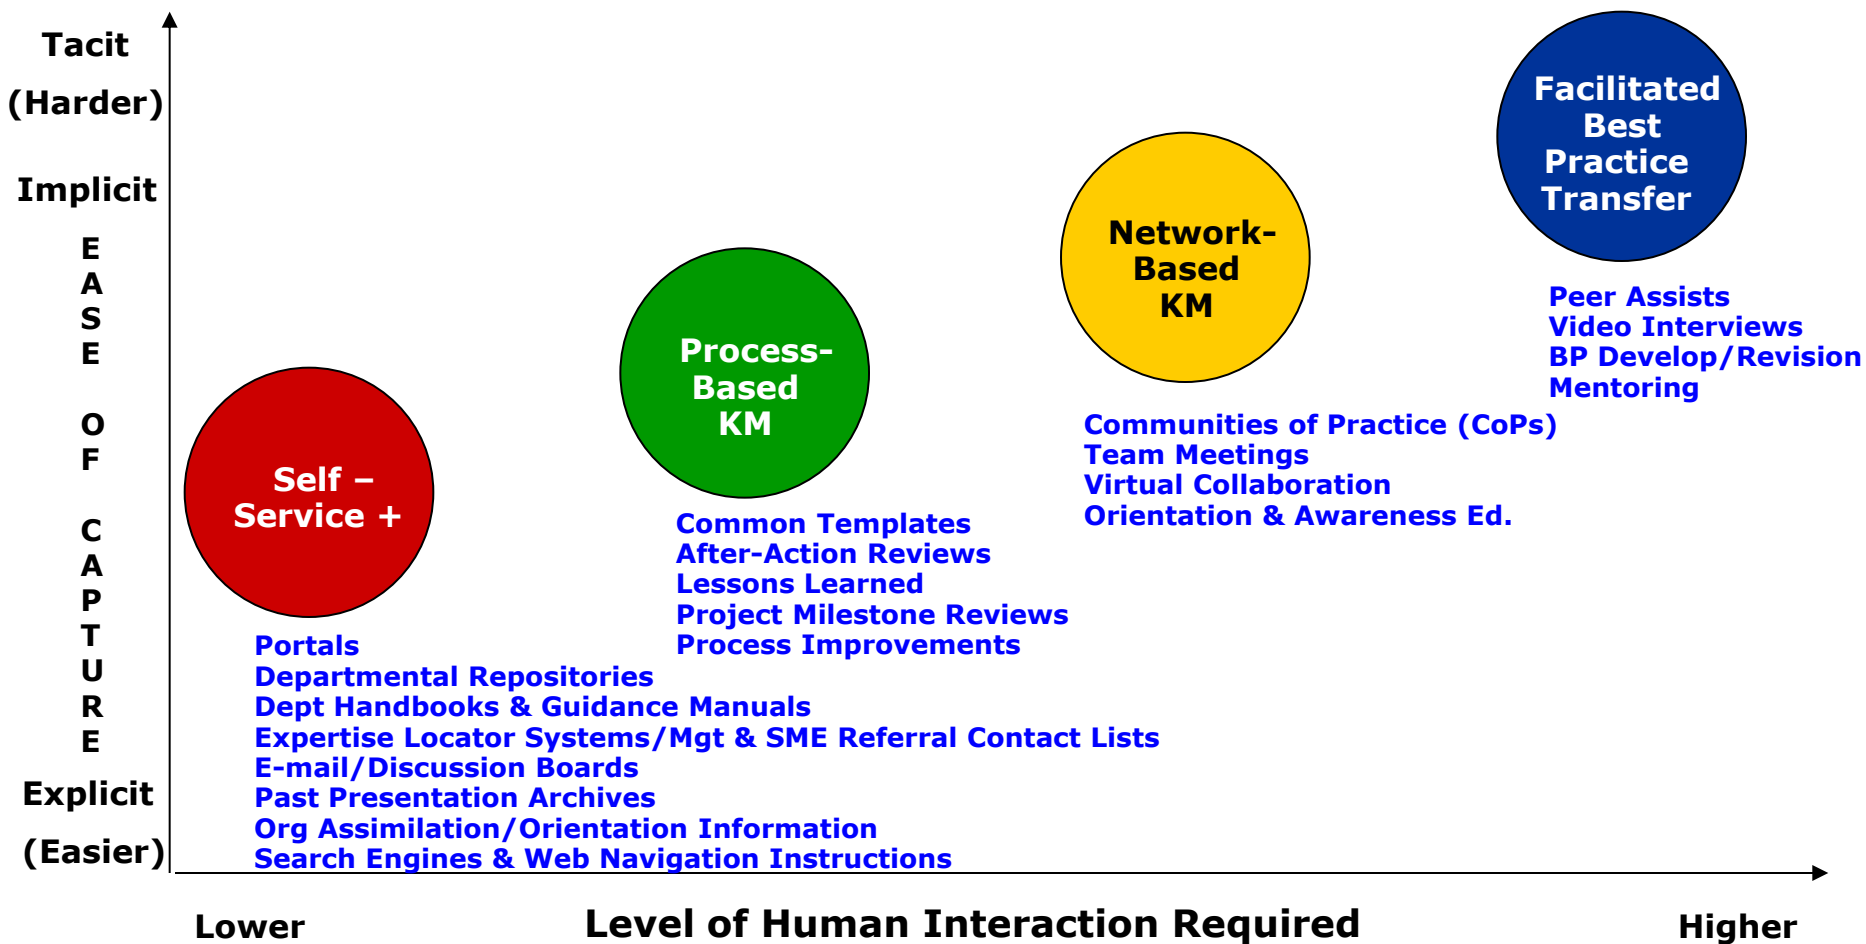 Tacit
(Harder)
Implicit
E
A
S
E
O
F
C
A
P
T
U
R
E
Explicit
(Easier)
Self –
Service +
Portals
Departmental Repositories
Dept Handbooks & Guidance Manuals
Expertise Locator Systems/Mgt & SME Referral Contact Lists
E-mail/Discussion Boards
Past Presentation Archives
Org Assimilation/Orientation Information
Search Engines & Web Navigation Instructions
Process-
Based
KM
Common Templates
After-Action Reviews
Lessons Learned
Project Milestone Reviews
Process Improvements
Network-
Based
KM
Communities of Practice (CoPs)
Team Meetings
Virtual Collaboration
Orientation & Awareness Ed.
Facilitated
Best
Practice
Transfer
Peer Assists
Video Interviews
BP Develop/Revision
Mentoring
Lower
Level of Human Interaction Required
Higher